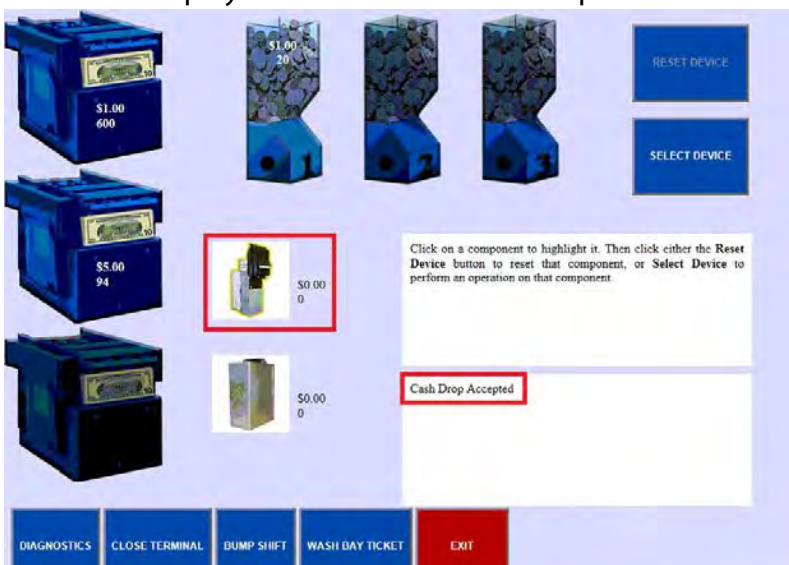 $1.00
600
$1.00
20
1
2
3
RESET DEVICE
SELECT DEVICE
$5.00
94
$0.00
0
Click on a component to highlight it. Then click either the Reset
Device button to reset that component, or Select Device to
perform an operation on that component.
$0.00
0
Cash Drop Accepted
DIAGNOSTICS
CLOSE TERMINAL
BUMP SHIFT
WASH BAY TICKET
EXIT